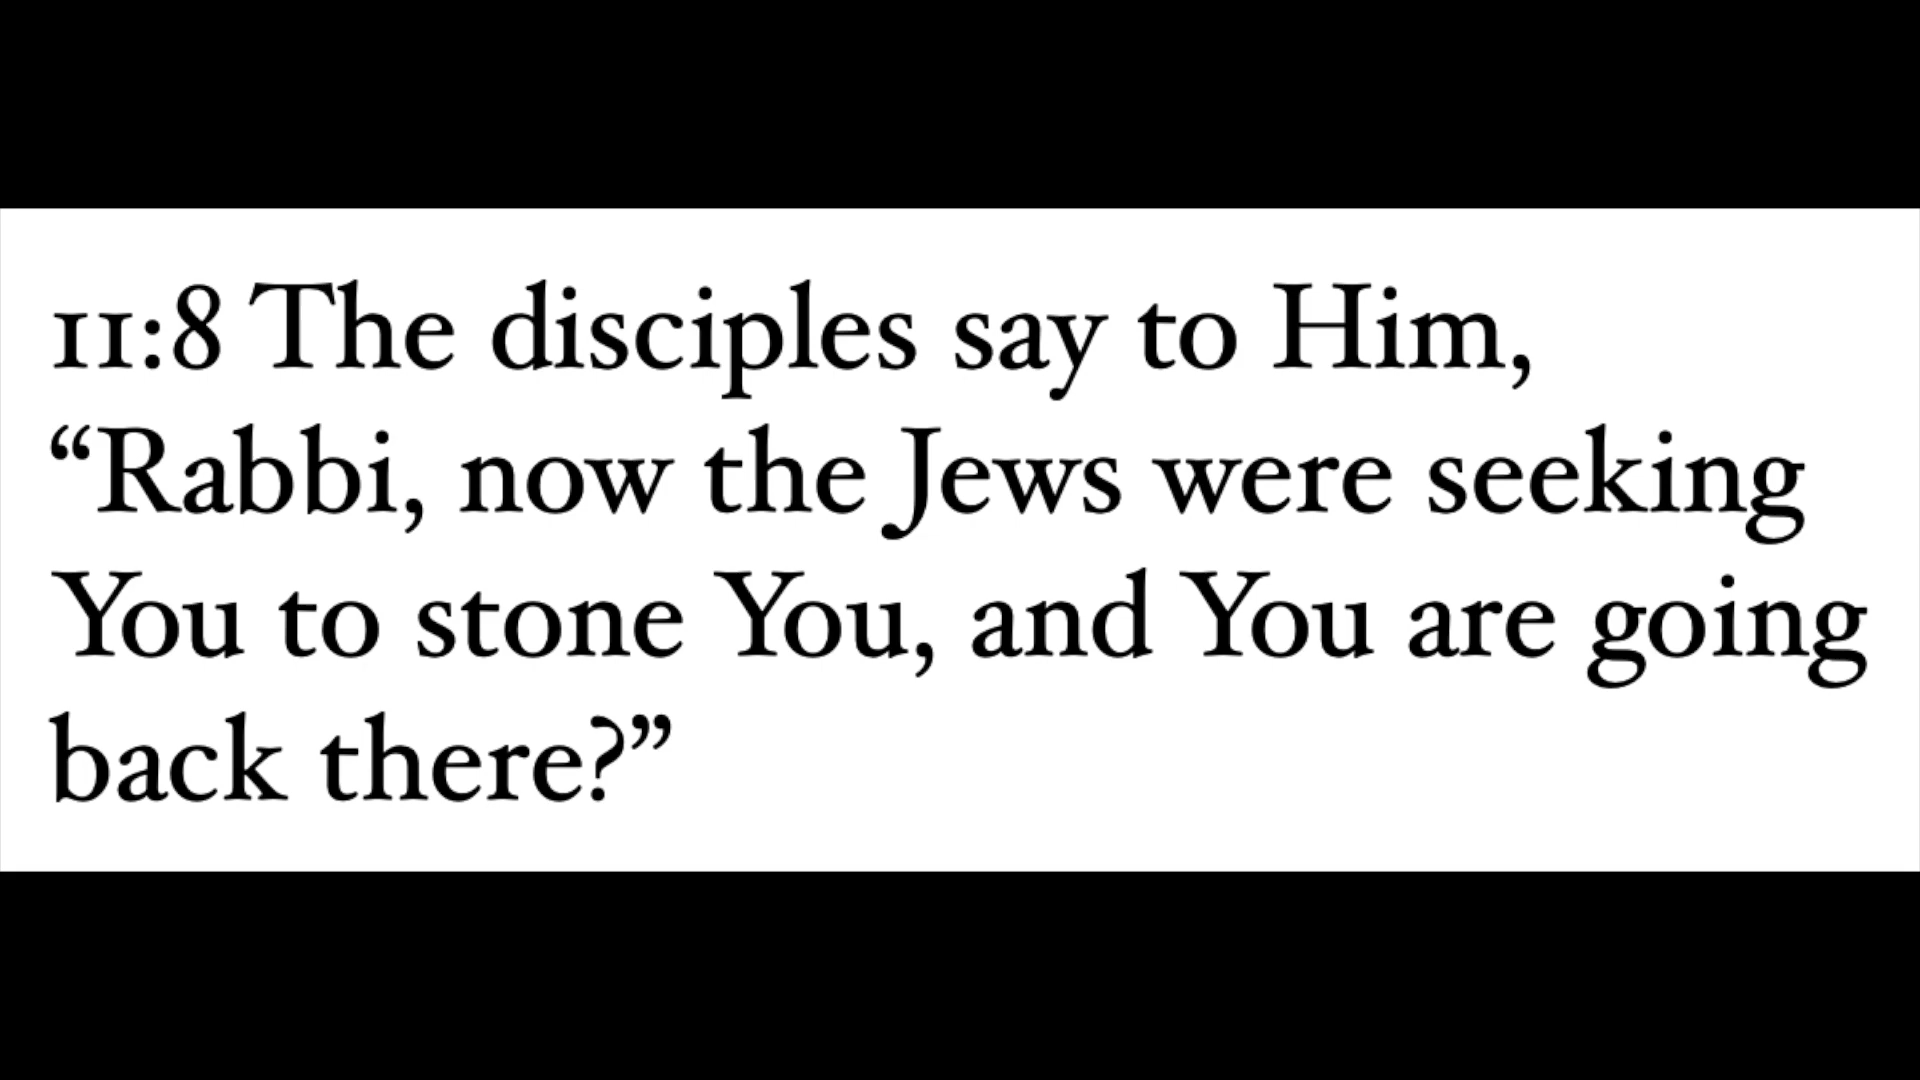 11:8 The disciples say to Him,
“Rabbi, now the Jews were seeking
You to stone You, and You are going
back there?”